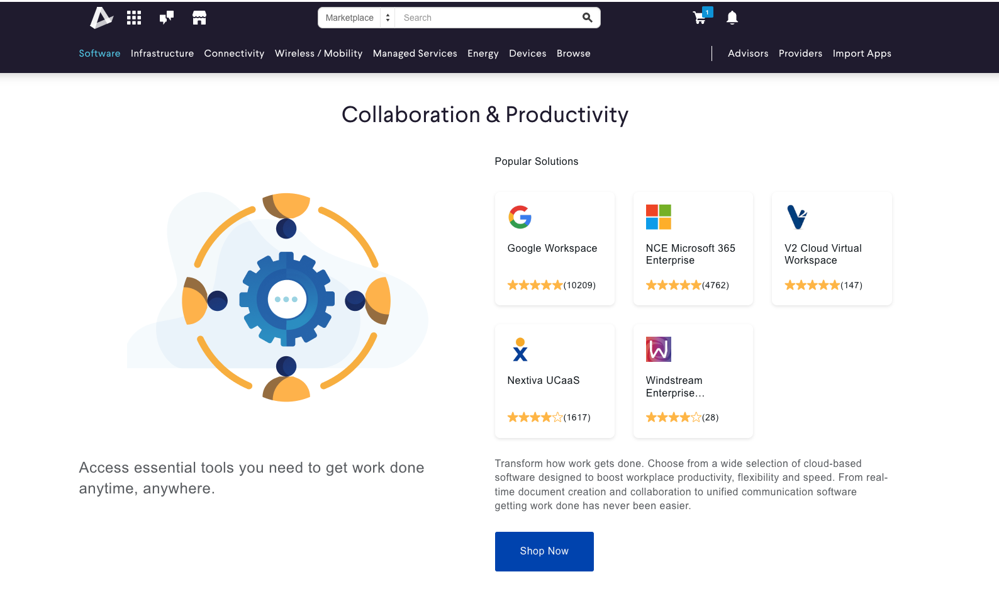 Marketplace
Search
1
Software
Infrastructure
Connectivity
Wireless / Mobility
Managed Services
Energy
Devices
Browse
Advisors
Providers
Import Apps
Collaboration & Productivity
Popular Solutions
Google Workspace
(10209)
NCE Microsoft 365
Enterprise
(4762)
V2
V2 Cloud Virtual
Workspace
(147)
Nextiva UCaaS
(1617)
W
Windstream
Enterprise...
(28)
Access essential tools you need to get work done
anytime, anywhere.
Transform how work gets done. Choose from a wide selection of cloud-based
software designed to boost workplace productivity, flexibility and speed. From real-
time document creation and collaboration to unified communication software
getting work done has never been easier.
Shop Now